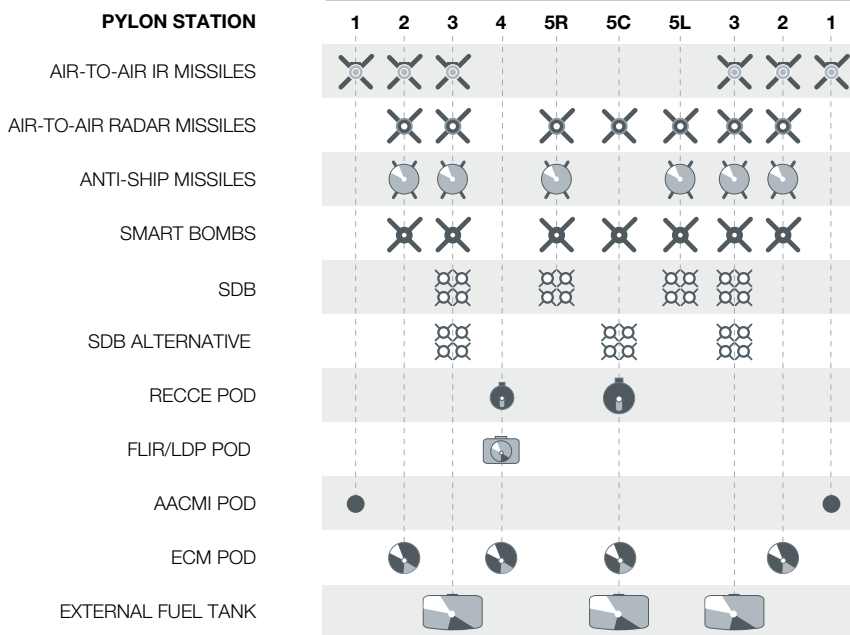 PYLON STATION 1 2 3 4 5R 5C 5L 3 2 1
AIR-TO-AIR IR MISSILES
AIR-TO-AIR RADAR MISSILES
ANTI-SHIP MISSILES
SMART BOMBS
SDB
SDB ALTERNATIVE
RECCE POD
FLIR/LDP POD
AACMI POD
ECM POD
EXTERNAL FUEL TANK